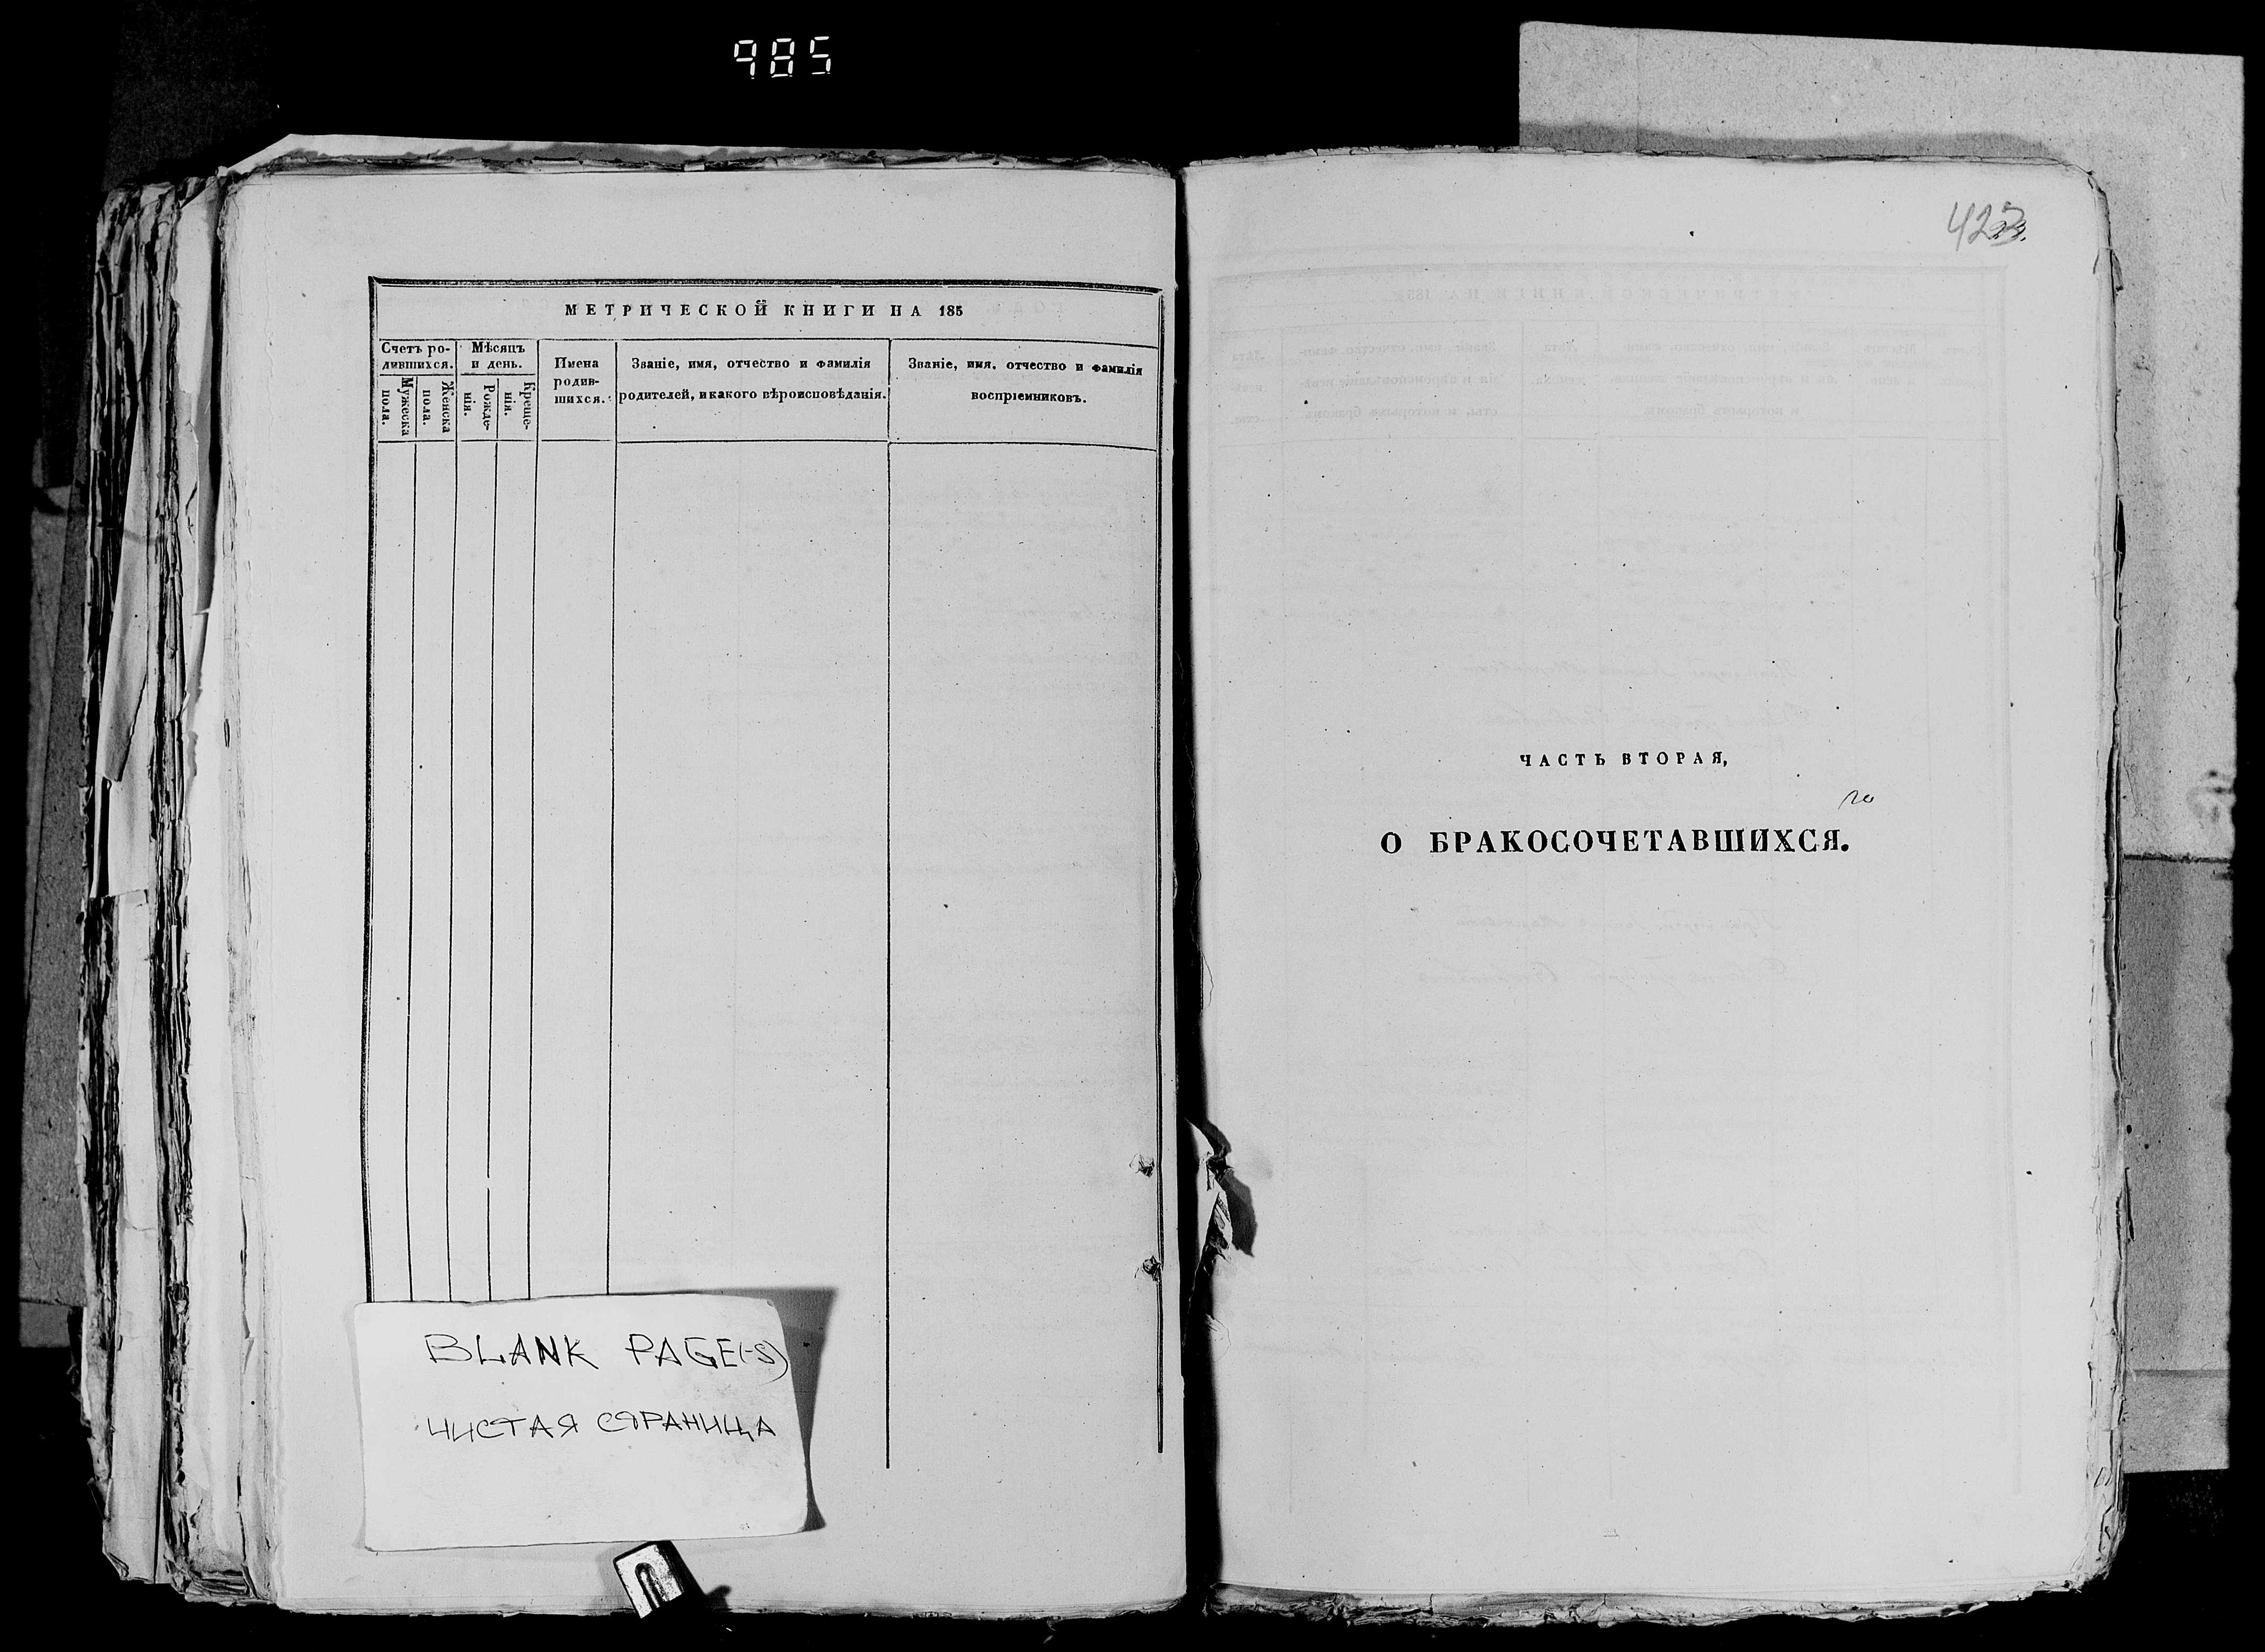 985
МЕТРИЧЕСКОЙ КНИГИ НА 185
Счетъ ро-
дившихся.
Мужеска
пола.
Женска
пола.
Мѣсяцъ
и день.
Рожде-
нія.
Креще-
нія.
Имена
родив-
шихся.
Званіе, имя, отчество и фамилія
родителей, и какого вѣроисповѣданія.
Званіе, имя, отчество и фамилія
воспріемниковъ.
BLANK PAGE(-S)
ЧИСТАЯ СТРАНИЦА
423
ЧАСТЬ ВТОРАЯ,
О БРАКОСОЧЕТАВШИХСЯ.